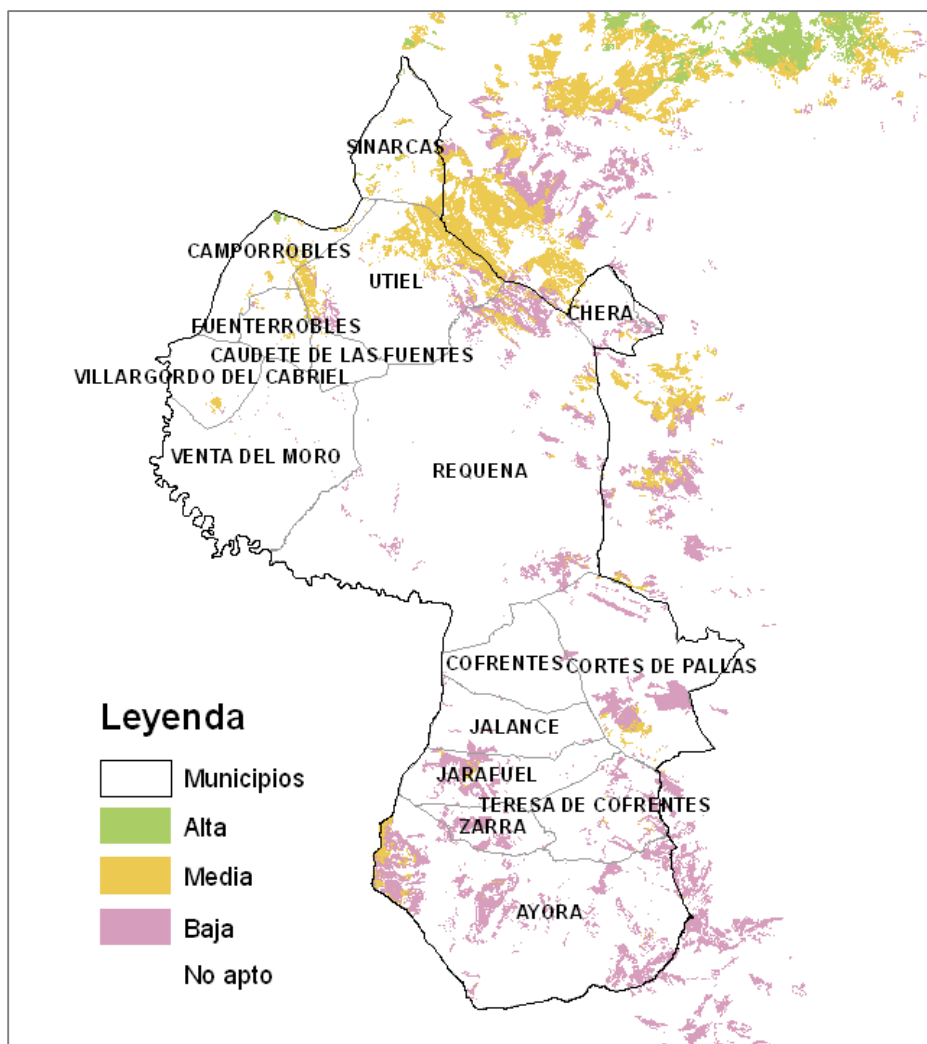 SINARCAS
CAMPORROBLES
UTIEL
CHERA
FUENTERROBLES
CAUDETE DE LAS FUENTES
VILLARGORDO DEL CABRIEL
VENTA DEL MORO
REQUENA
COFRENTES
CORTES DE PALLAS
JALANCE
JARAFUEL
TERESA DE COFRENTES
ZARRA
AYORA
Leyenda
Municipios
Alta
Media
Baja
No apto